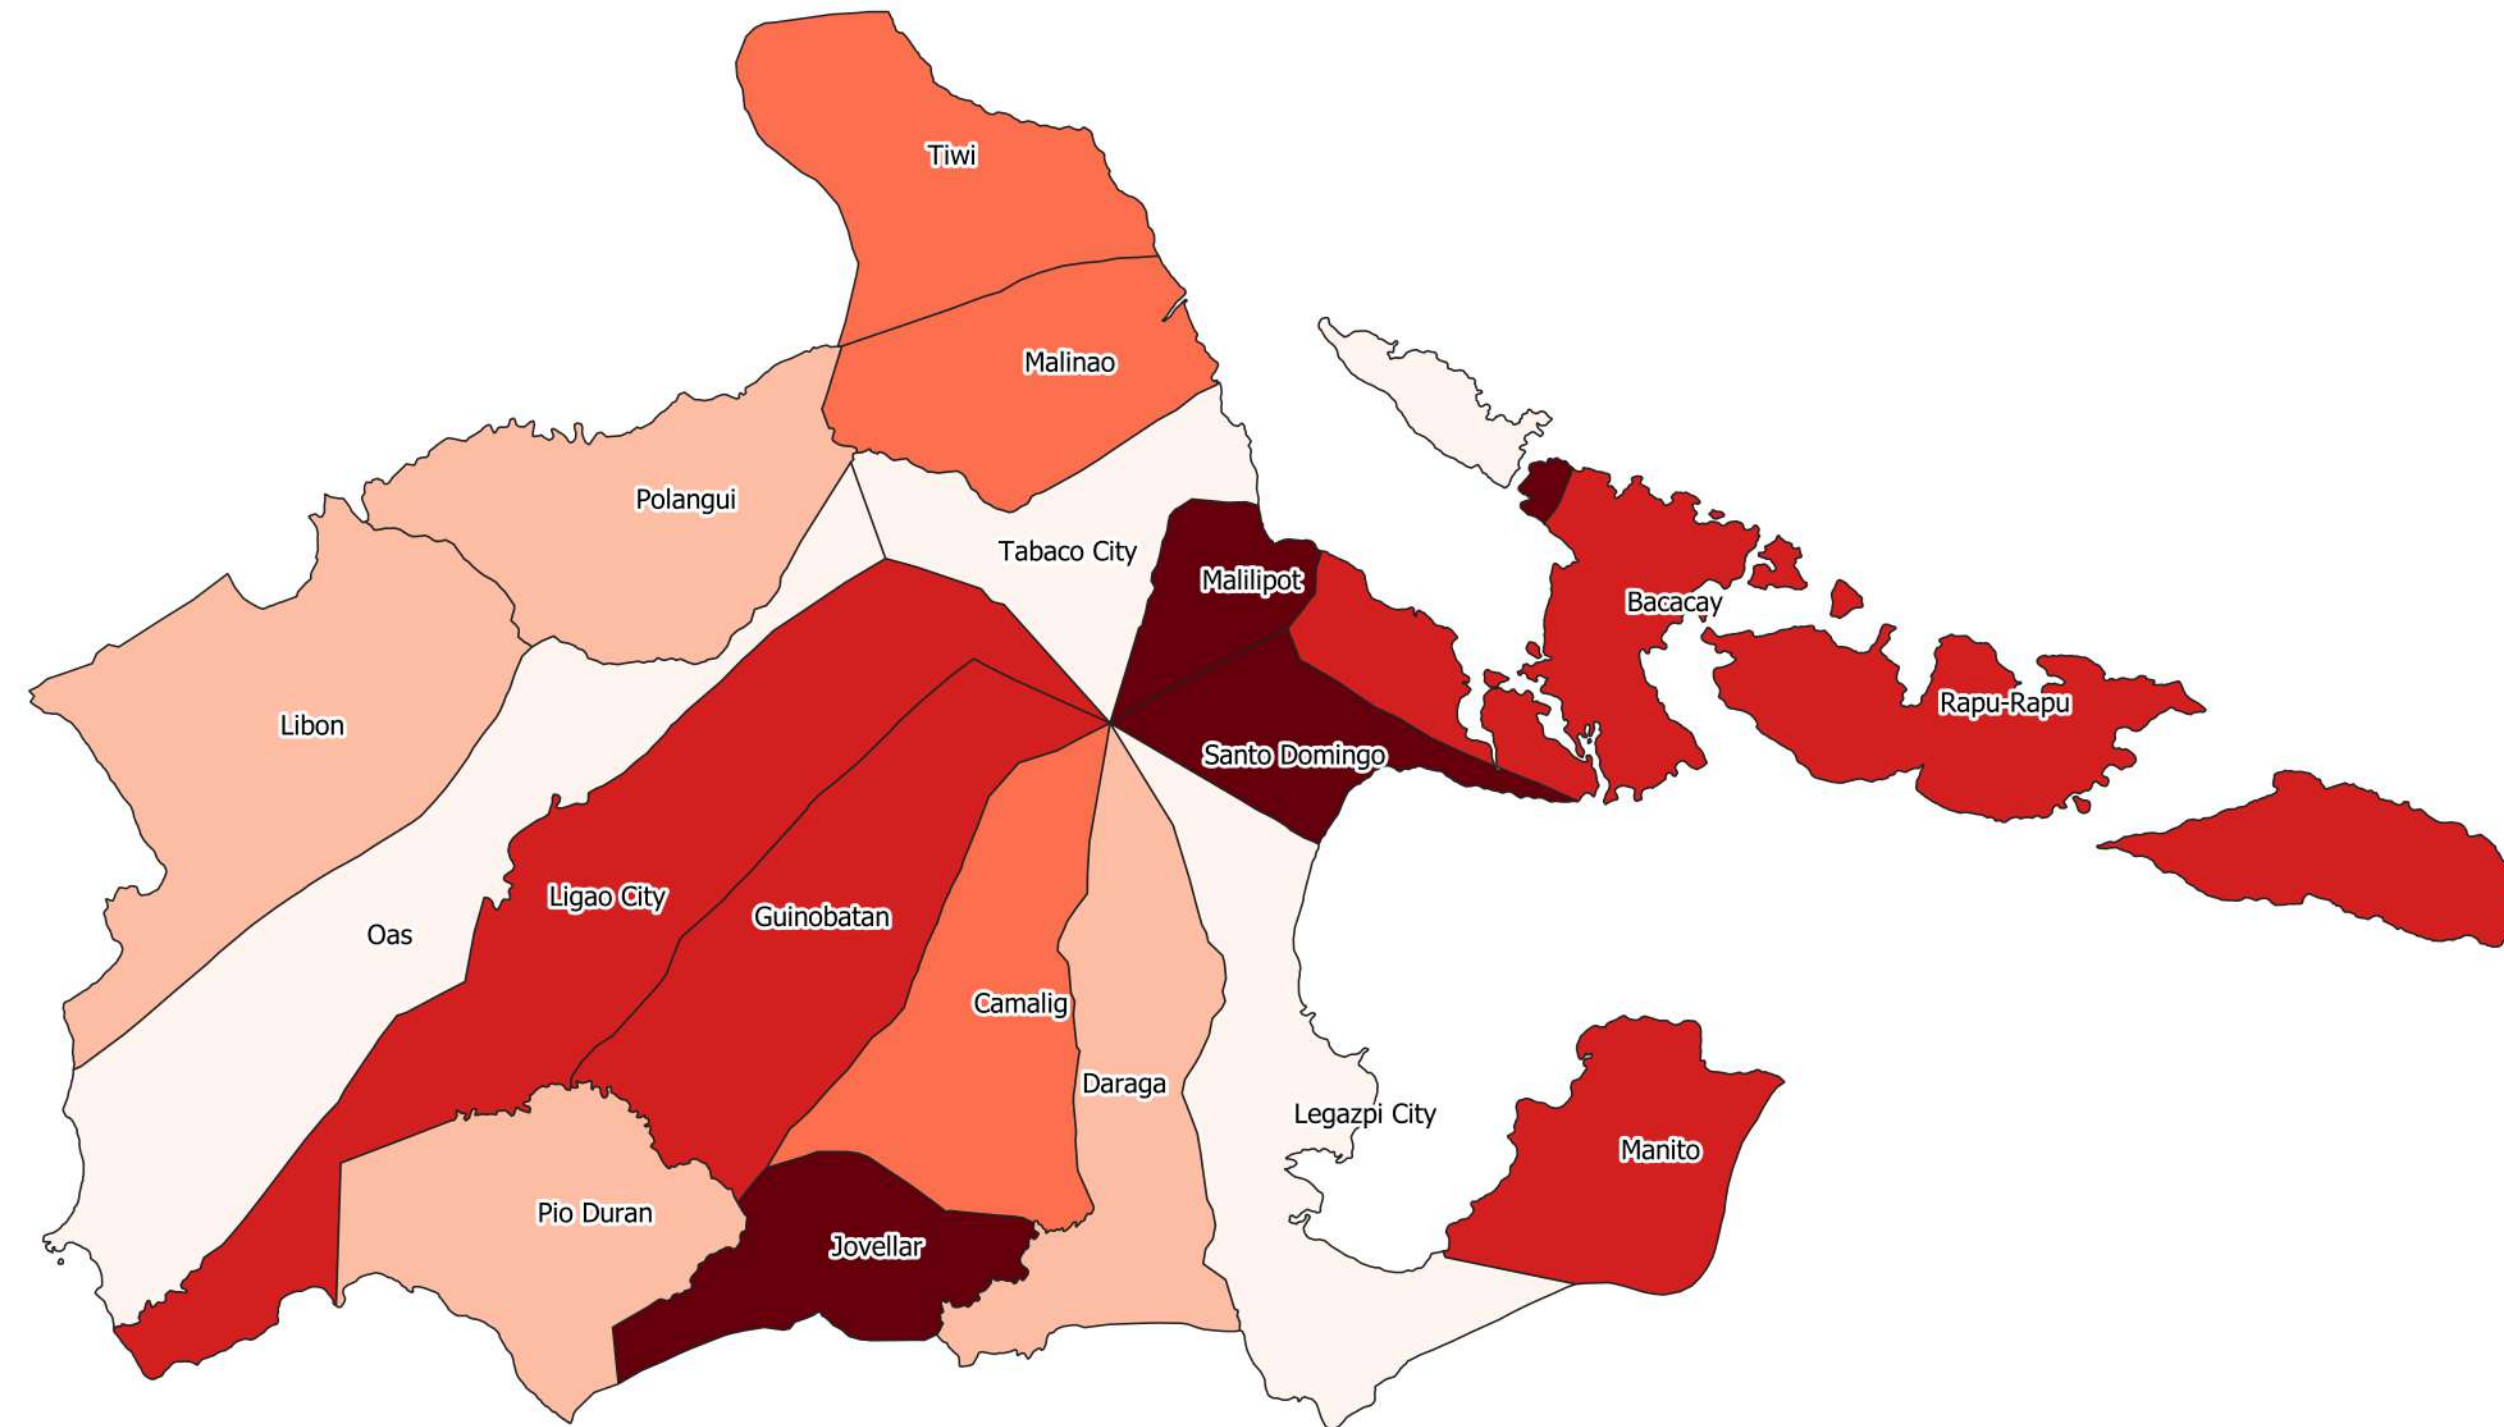 Tiwi
Malinao
Polangui
Tabaco City
Malilipot
Bacacay
Rapu-Rapu
Libon
Santo Domingo
Ligao City
Guinobatan
Oas
Camalig
Daraga
Legazpi City
Manito
Pio Duran
Jovellar